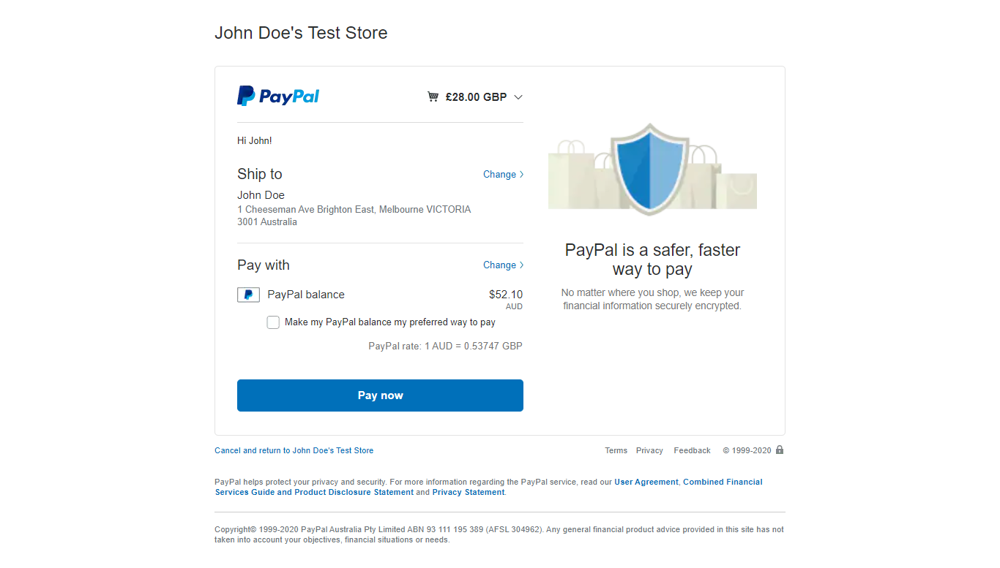 John Doe's Test Store
PayPal
£28.00 GBP
Hi John!
Ship to
Change
John Doe
1 Cheeseman Ave Brighton East, Melbourne VICTORIA
3001 Australia
Pay with
Change
PayPal balance
$52.10
AUD
Make my PayPal balance my preferred way to pay
PayPal rate: 1 AUD = 0.53747 GBP
Pay now
PayPal is a safer, faster
way to pay
No matter where you shop, we keep your
financial information securely encrypted.
Cancel and return to John Doe's Test Store
Terms Privacy Feedback © 1999-2020
PayPal helps protect your privacy and security. For more information regarding the PayPal service, read our User Agreement, Combined Financial
Services Guide and Product Disclosure Statement and Privacy Statement.
Copyright© 1999-2020 PayPal Australia Pty Limited ABN 93 111 195 389 (AFSL 304962). Any general financial product advice provided in this site has not
taken into account your objectives, financial situations or needs.